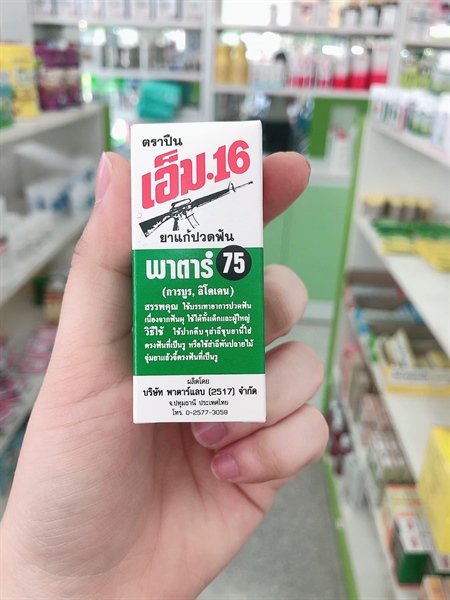 ตราปืน
เอ็ม.16
ยาแก้ปวดฟัน
พาตาร์ 75
(การบูร, ลิโดเคน)
สรรพคุณ ใช้บรรเทาอาการปวดฟัน
เนื่องจากฟันผุ ใช้ได้ทั้งเด็กและผู้ใหญ่
วิธีใช้ ใช้ปากคีบๆสำลีชุบยานี้ใส่
ตรงฟันที่เป็นรู หรือใช้สำลีพันปลายไม้
ชุ่มยาแล้วจี้ตรงฟันที่เป็นรู
ผลิตโดย
บริษัท พาตาร์แลบ (2517) จำกัด
จ.ปทุมธานี ประเทศไทย
โทร. 0-2577-3058